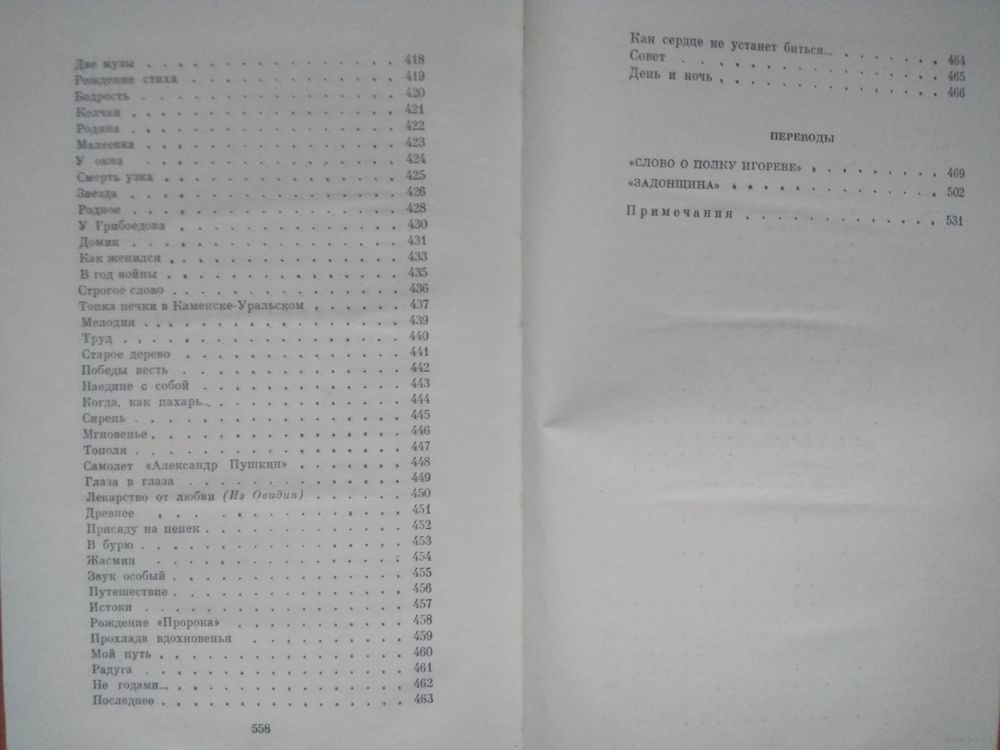 Две музы . . . . . . . . . . . . . . . . 418
Рождение стиха . . . . . . . . . . . . . 419
Бодрость . . . . . . . . . . . . . . . . 420
Колчан . . . . . . . . . . . . . . . . . 421
Родина . . . . . . . . . . . . . . . . . 422
Малеевка . . . . . . . . . . . . . . . . 423
У окна . . . . . . . . . . . . . . . . . 424
Смерть узка . . . . . . . . . . . . . . 425
Звезда . . . . . . . . . . . . . . . . . 426
Родное . . . . . . . . . . . . . . . . . 428
У Грибоедова . . . . . . . . . . . . . . 430
Домик . . . . . . . . . . . . . . . . . 431
Как женился . . . . . . . . . . . . . . 433
В год войны . . . . . . . . . . . . . . 435
Строгое слово . . . . . . . . . . . . . 436
Топка печки в Каменске-Уральском . . . . . . 437
Мелодия . . . . . . . . . . . . . . . . 439
Труд . . . . . . . . . . . . . . . . . . 440
Старое дерево . . . . . . . . . . . . . 441
Победы весть . . . . . . . . . . . . . . 442
Наедине с собой . . . . . . . . . . . . 443
Когда, как пахарь... . . . . . . . . . . . 444
Сирень . . . . . . . . . . . . . . . . . 445
Мгновенье . . . . . . . . . . . . . . . 446
Тополя . . . . . . . . . . . . . . . . . 447
Самолет «Александр Пушкин» . . . . . . . 448
Глаза в глаза . . . . . . . . . . . . . 449
Лекарство от любви (Из Овидия) . . . . . . 450
Древнее . . . . . . . . . . . . . . . . 451
Присяду на пенек . . . . . . . . . . . . 452
В бурю . . . . . . . . . . . . . . . . . 453
Жасмин . . . . . . . . . . . . . . . . . 454
Звук особый . . . . . . . . . . . . . . 455
Путешествие . . . . . . . . . . . . . . 456
Истоки . . . . . . . . . . . . . . . . . 457
Рождение «Пророка» . . . . . . . . . . . 458
Прохлада вдохновенья . . . . . . . . . . 459
Мой путь . . . . . . . . . . . . . . . . 460
Радуга . . . . . . . . . . . . . . . . . 461
Не годами... . . . . . . . . . . . . . . 462
Последнее . . . . . . . . . . . . . . . 463
558
Как сердце не устанет биться... . . . . . . . 464
Совет . . . . . . . . . . . . . . . . . 465
День и ночь . . . . . . . . . . . . . . 466
ПЕРЕВОДЫ
«СЛОВО О ПОЛКУ ИГОРЕВЕ» . . . . . . . . . 469
«ЗАДОНЩИНА» . . . . . . . . . . . . . . 502
Примечания . . . . . . . . . . . . . . . 531